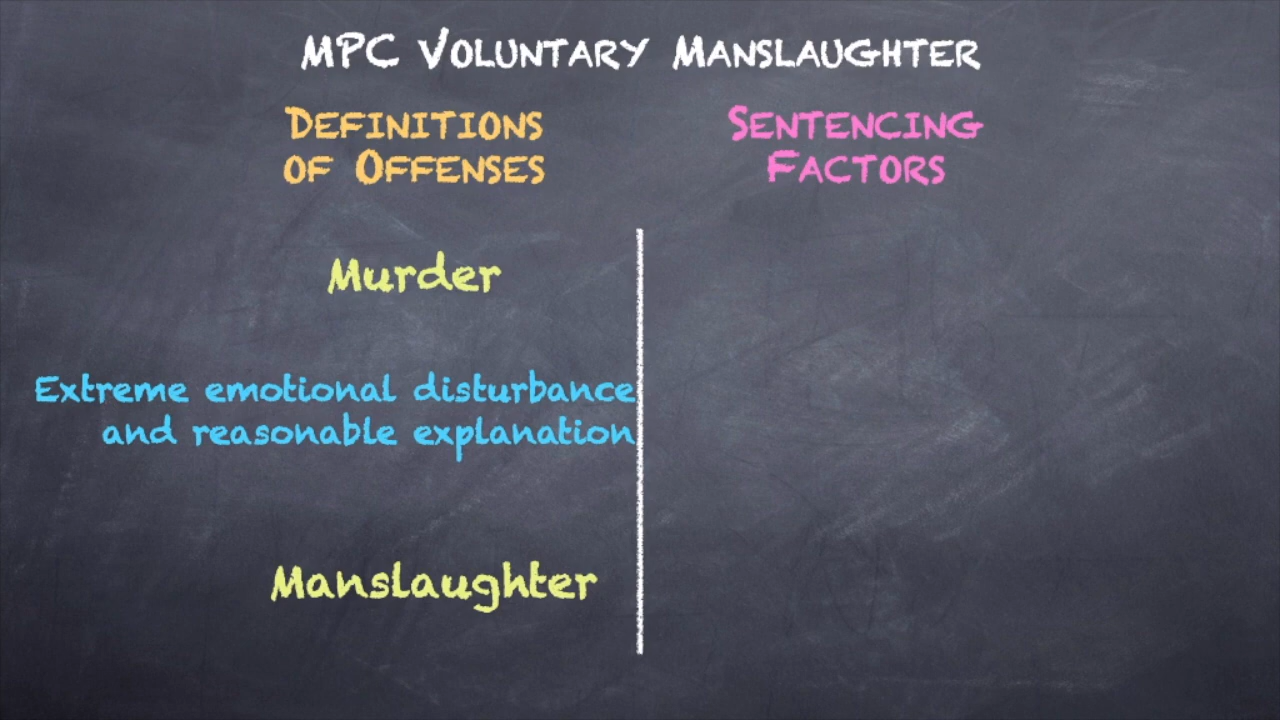 MPC Voluntary Manslaughter
Definitions
of Offenses
Sentencing
Factors
Murder
Extreme emotional disturbance
and reasonable explanation
Manslaughter